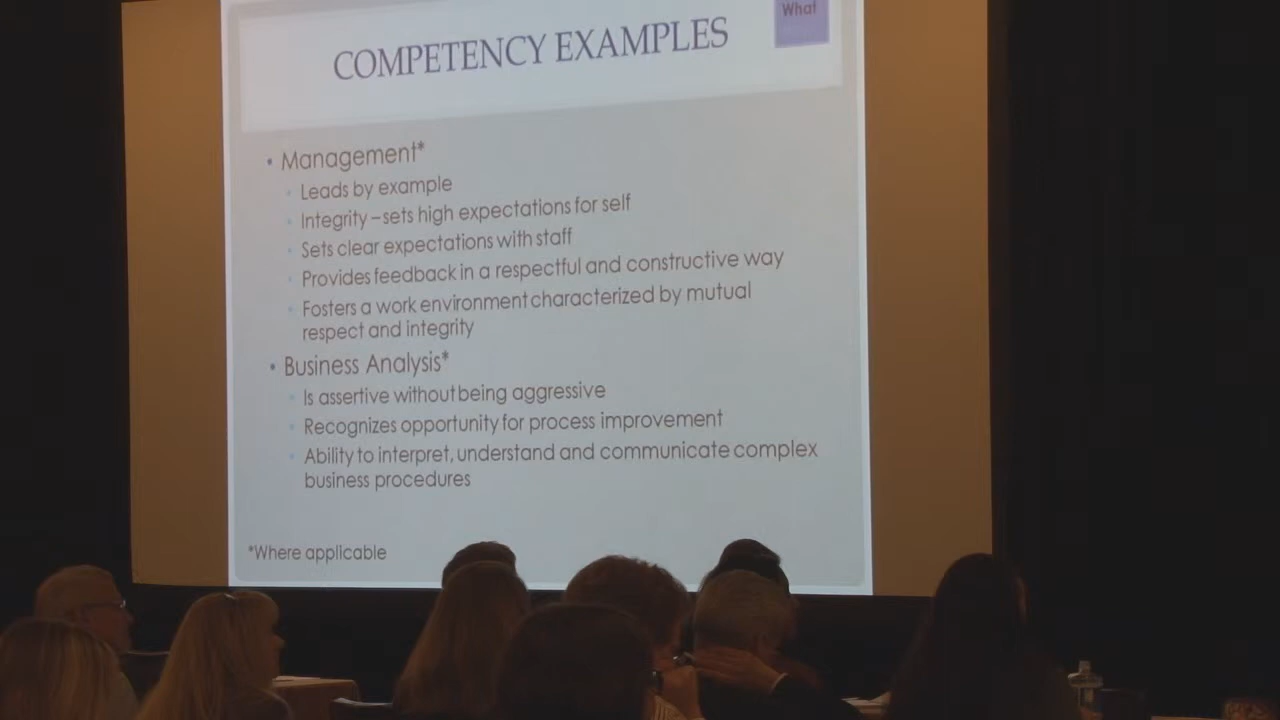 What
COMPETENCY EXAMPLES
• Management*
• Leads by example
• Integrity – sets high expectations for self
• Sets clear expectations with staff
• Provides feedback in a respectful and constructive way
• Fosters a work environment characterized by mutual
respect and integrity
• Business Analysis*
• Is assertive without being aggressive
• Recognizes opportunity for process improvement
• Ability to interpret, understand and communicate complex
business procedures
*Where applicable